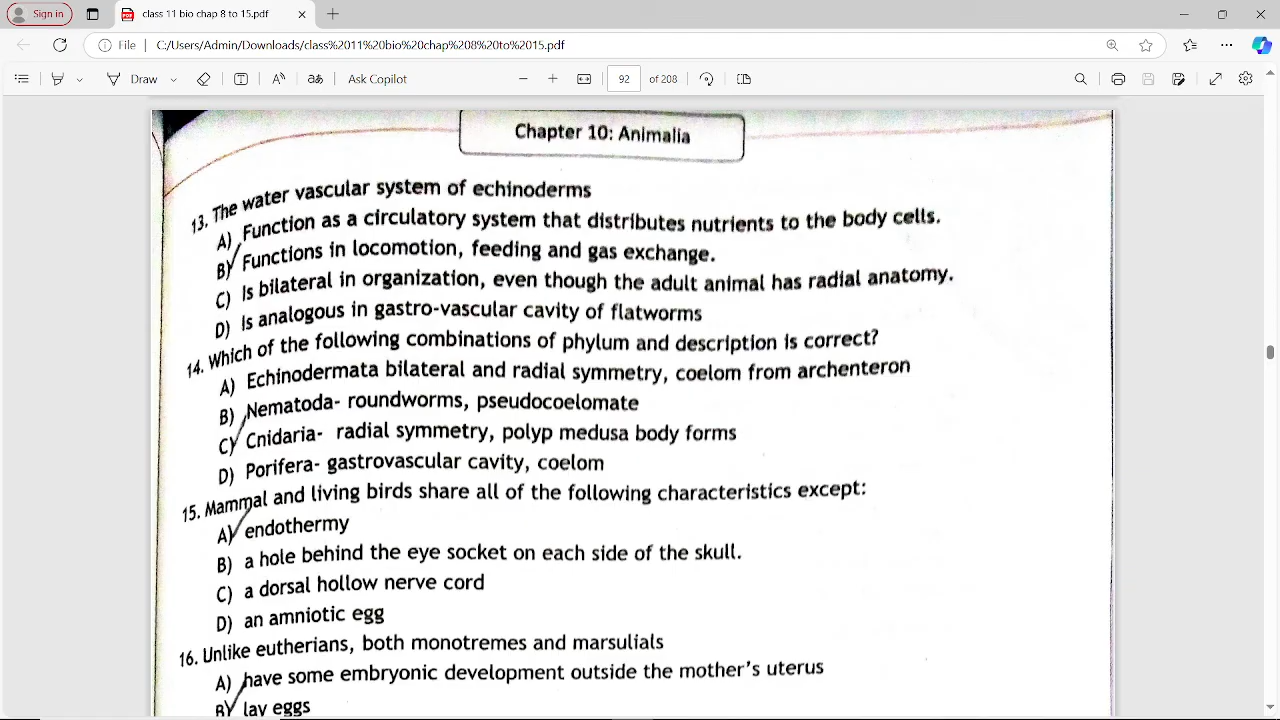 Sign in
class 11 bio chap 8 to 15.pdf
File
C:/Users/Admin/Downloads/class%2011%20bio%20chap%208%20to%2015.pdf
Draw
Ask Copilot
92
of 208
Chapter 10: Animalia
13. The water vascular system of echinoderms
A) Function as a circulatory system that distributes nutrients to the body cells.
B) Functions in locomotion, feeding and gas exchange.
C) Is bilateral in organization, even though the adult animal has radial anatomy.
D) Is analogous in gastro-vascular cavity of flatworms
14. Which of the following combinations of phylum and description is correct?
A) Echinodermata bilateral and radial symmetry, coelom from archenteron
B) Nematoda- roundworms, pseudocoelomate
C) Cnidaria- radial symmetry, polyp medusa body forms
D) Porifera- gastrovascular cavity, coelom
15. Mammal and living birds share all of the following characteristics except:
A) endothermy
B) a hole behind the eye socket on each side of the skull.
C) a dorsal hollow nerve cord
D) an amniotic egg
16. Unlike eutherians, both monotremes and marsulials
A) have some embryonic development outside the mother's uterus
B) lay eggs